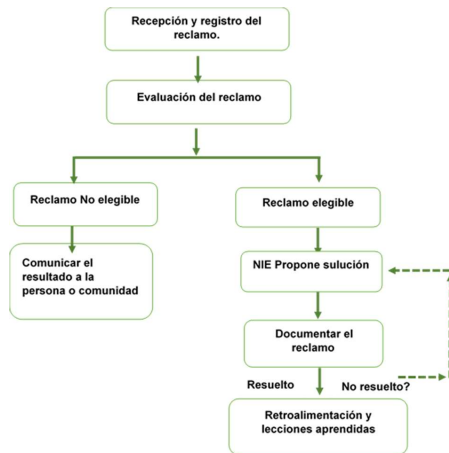 Recepción y registro del
reclamo.
Evaluación del reclamo
Reclamo No elegible
Reclamo elegible
Comunicar el
resultado a la
persona o comunidad
NIE Propone sulución
Documentar el
reclamo
Resuelto
No resuelto?
Retroalimentación y
lecciones aprendidas